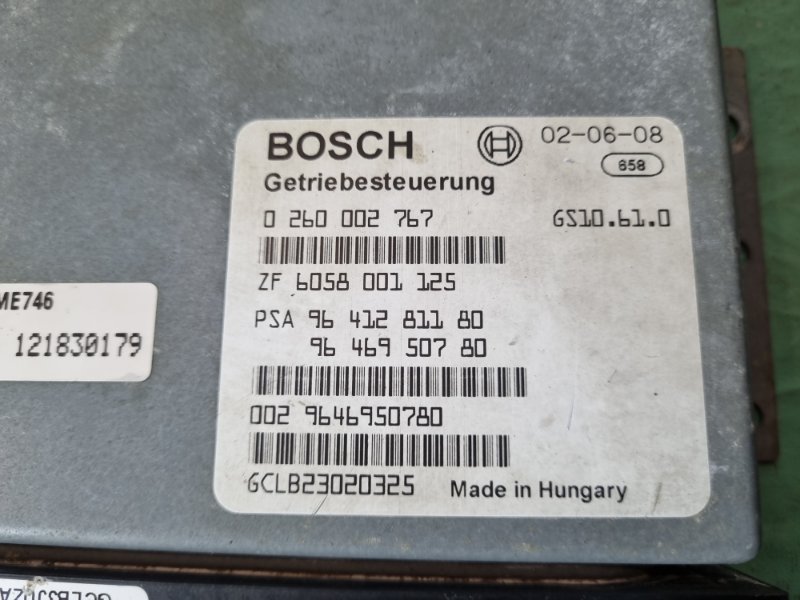 BOSCH 02-06-08
658
Getriebesteuerung
0 260 002 767 GS10.61.0
ZF 6058 001 125
PSA 96 412 811 80
96 469 507 80
002 9646950780
GCLB23020325 Made in Hungary
ME746
121830179